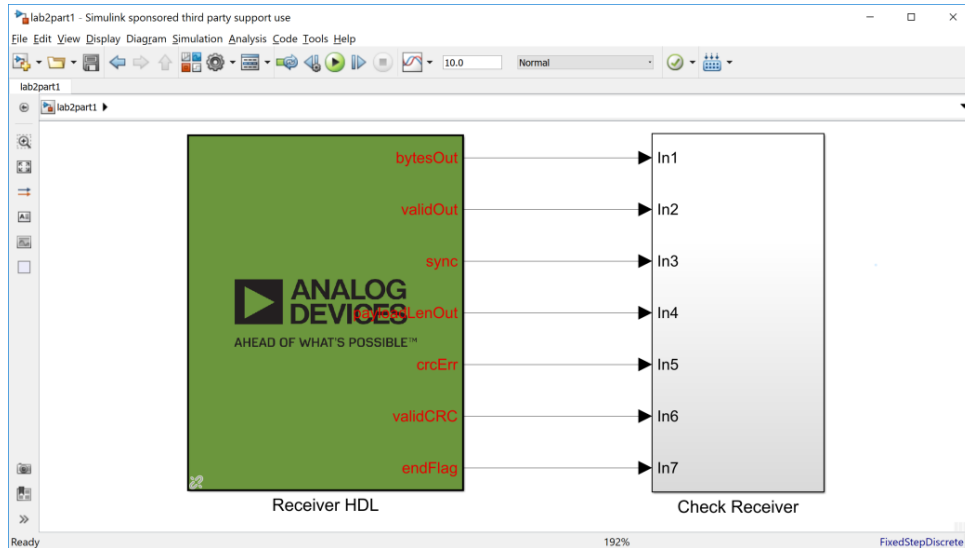 lab2part1 - Simulink sponsored third party support use
File Edit View Display Diagram Simulation Analysis Code Tools Help
10.0 Normal
lab2part1
lab2part1
bytesOut In1
validOut In2
sync In3
ANALOG
DEVICES
payloadLenOut In4
AHEAD OF WHAT'S POSSIBLE™
crcErr In5
validCRC In6
endFlag In7
Receiver HDL Check Receiver
Ready 192% FixedStepDiscrete